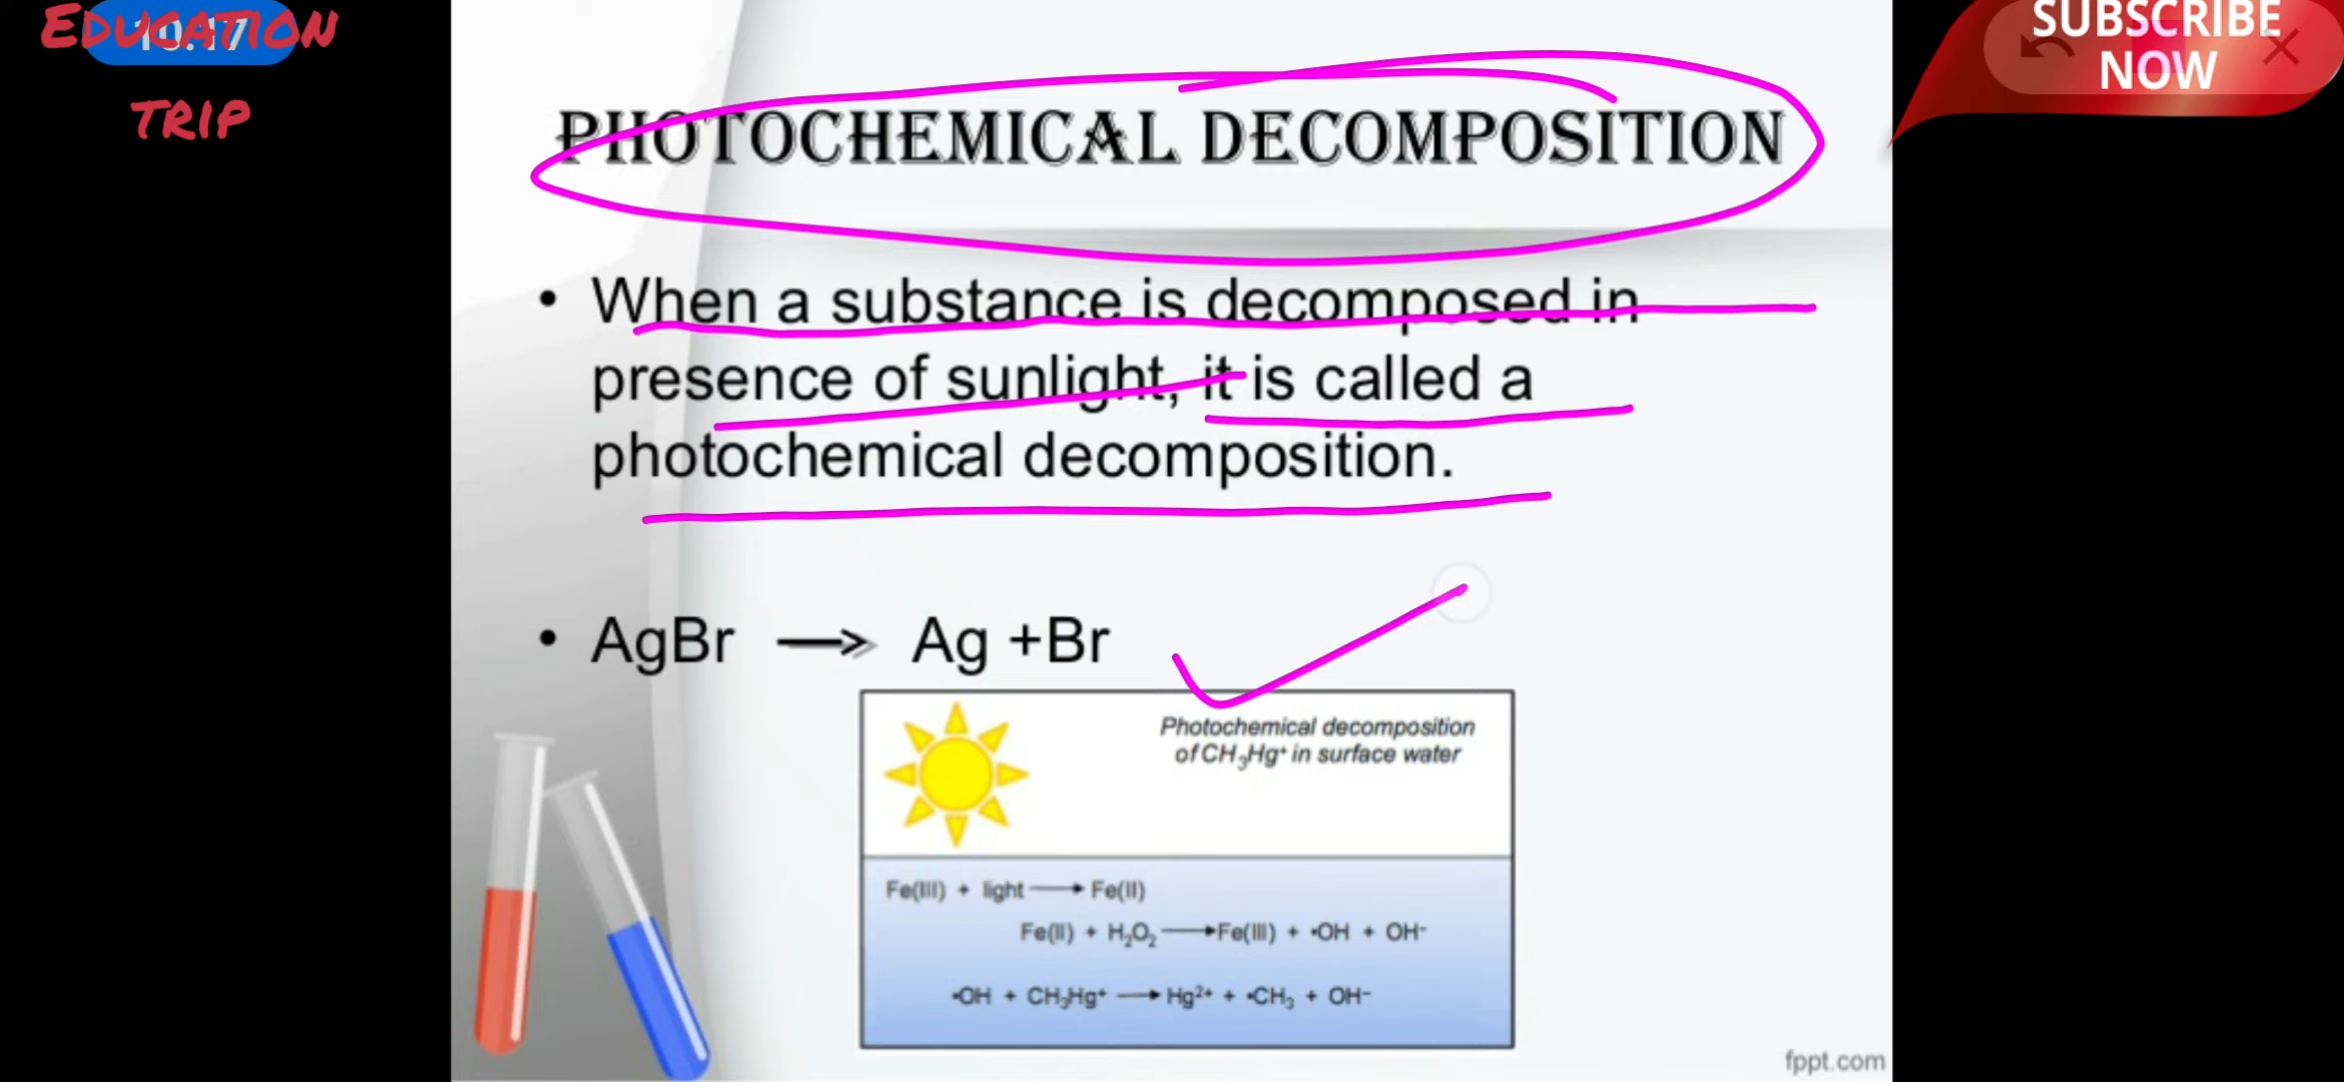 EDUCATION
TRIP
10:17
SUBSCRIBE
NOW
PHOTOCHEMICAL DECOMPOSITION
• When a substance is decomposed in
presence of sunlight, it is called a
photochemical decomposition.
• AgBr → Ag +Br
Photochemical decomposition
of CH₃Hg⁺ in surface water
Fe(III) + light → Fe(II)
Fe(II) + H₂O₂ → Fe(III) + •OH + OH⁻
•OH + CH₃Hg⁺ → Hg²⁺ + •CH₃ + OH⁻
fppt.com